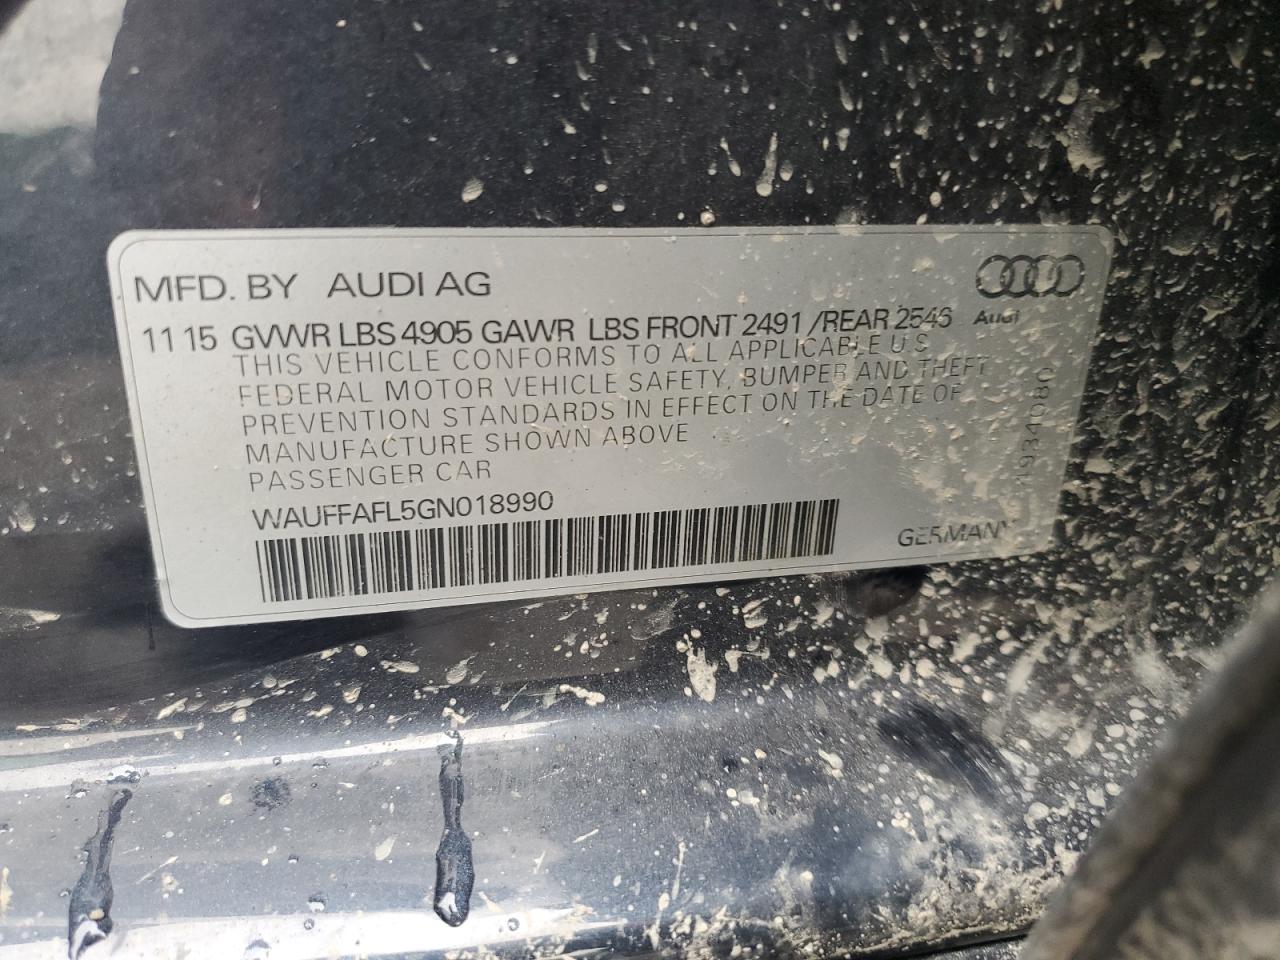 MFD. BY AUDI AG
11 15 GVWR LBS 4905 GAWR LBS FRONT 2491 /REAR 2546
Audi
THIS VEHICLE CONFORMS TO ALL APPLICABLE U S
FEDERAL MOTOR VEHICLE SAFETY, BUMPER AND THEFT
PREVENTION STANDARDS IN EFFECT ON THE DATE OF
MANUFACTURE SHOWN ABOVE
PASSENGER CAR
WAUFFAFL5GN018990
GERMANY